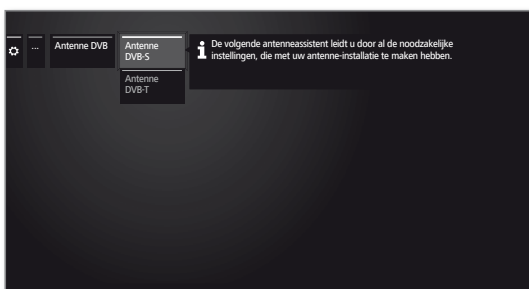 ...
Antenne DVB
Antenne
DVB-S
De volgende antenneassistent leidt u door al de noodzakelijke
instellingen, die met uw antenne-installatie te maken hebben.
Antenne
DVB-T